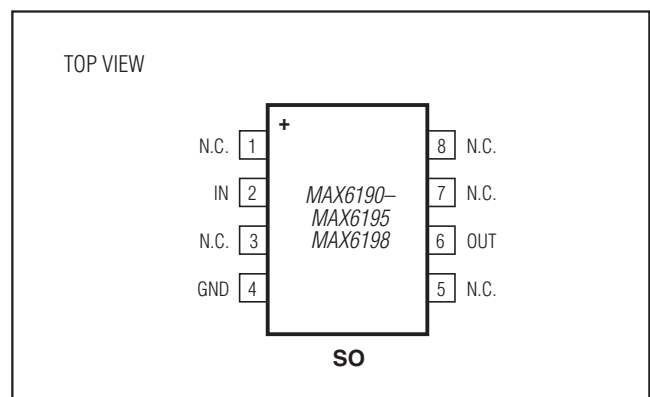 TOP VIEW
+
N.C. 1 8 N.C.
IN 2 MAX6190– 7 N.C.
MAX6195
N.C. 3 MAX6198 6 OUT
GND 4 5 N.C.
SO